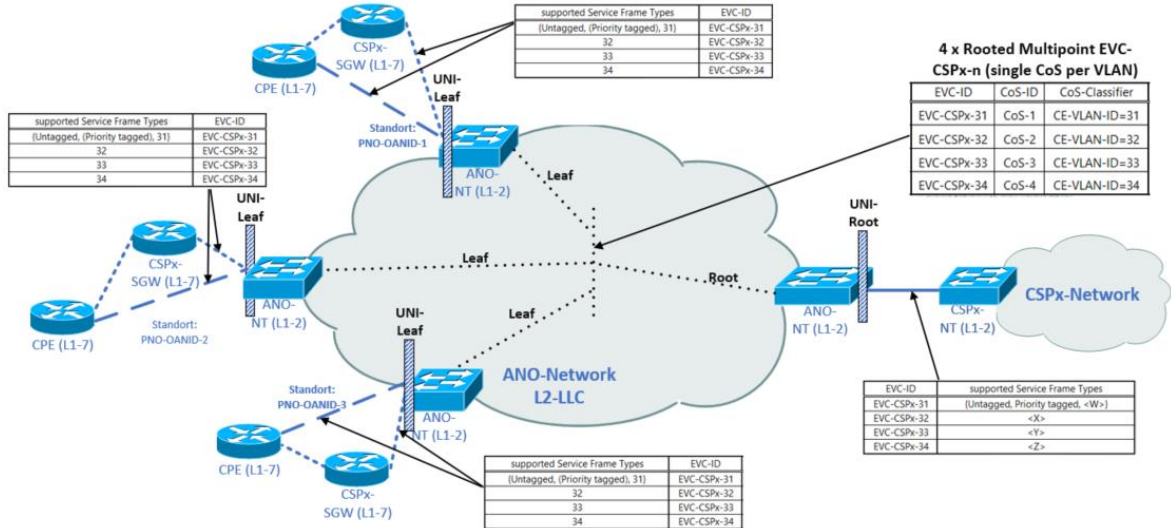 supported Service Frame Types EVC-ID
{Untagged, (Priority tagged), 31} EVC-CSPx-31
32 EVC-CSPx-32
33 EVC-CSPx-33
34 EVC-CSPx-34
CSPx-
SGW (L1-7)
CPE (L1-7)
UNI-
Leaf
Standort:
PNO-OANID-1
ANO-
NT (L1-2)
Leaf
4 x Rooted Multipoint EVC-
CSPx-n (single CoS per VLAN)
EVC-ID CoS-ID CoS-Classifier
EVC-CSPx-31 CoS-1 CE-VLAN-ID=31
EVC-CSPx-32 CoS-2 CE-VLAN-ID=32
EVC-CSPx-33 CoS-3 CE-VLAN-ID=33
EVC-CSPx-34 CoS-4 CE-VLAN-ID=34
supported Service Frame Types EVC-ID
{Untagged, (Priority tagged), 31} EVC-CSPx-31
32 EVC-CSPx-32
33 EVC-CSPx-33
34 EVC-CSPx-34
UNI-
Leaf
CSPx-
SGW (L1-7)
CPE (L1-7)
Standort:
PNO-OANID-2
ANO-
NT (L1-2)
Leaf
Root
UNI-
Root
ANO-
NT (L1-2)
CSPx-
NT (L1-2)
CSPx-Network
Leaf
UNI-
Leaf
ANO-Network
L2-LLC
Standort:
PNO-OANID-3
ANO-
NT (L1-2)
CPE (L1-7)
CSPx-
SGW (L1-7)
EVC-ID supported Service Frame Types
EVC-CSPx-31 {Untagged, Priority tagged, <W>}
EVC-CSPx-32 <X>
EVC-CSPx-33 <Y>
EVC-CSPx-34 <Z>
supported Service Frame Types EVC-ID
{Untagged, (Priority tagged), 31} EVC-CSPx-31
32 EVC-CSPx-32
33 EVC-CSPx-33
34 EVC-CSPx-34